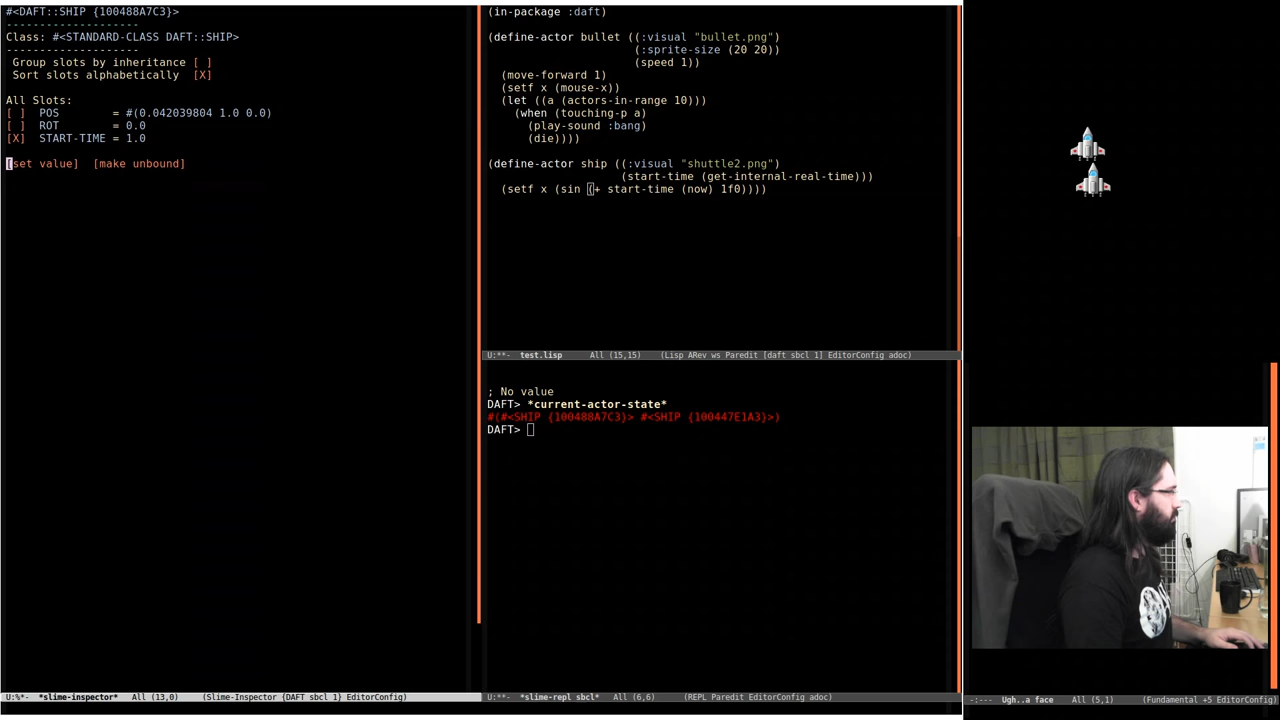 #<DAFT::SHIP {100488A7C3}>
--------------------
Class: #<STANDARD-CLASS DAFT::SHIP>
--------------------
Group slots by inheritance [ ]
Sort slots alphabetically [X]
All Slots:
[ ] POS = #(0.042039804 1.0 0.0)
[ ] ROT = 0.0
[X] START-TIME = 1.0
[set value] [make unbound]
U:%*- *slime-inspector* All (13,0) (Slime-Inspector {DAFT sbcl 1} EditorConfig)
(in-package :daft)
(define-actor bullet ((:visual "bullet.png")
(:sprite-size (20 20))
(speed 1))
(move-forward 1)
(setf x (mouse-x))
(let ((a (actors-in-range 10)))
(when (touching-p a)
(play-sound :bang)
(die))))
(define-actor ship ((:visual "shuttle2.png")
(start-time (get-internal-real-time)))
(setf x (sin (+ start-time (now) 1f0))))
U:**- test.lisp All (15,15) (Lisp ARev ws Paredit [daft sbcl 1] EditorConfig adoc)
; No value
DAFT> *current-actor-state*
#(#<SHIP {100488A7C3}> #<SHIP {100447E1A3}>)
DAFT>
U:**- *slime-repl sbcl* All (6,6) (REPL Paredit EditorConfig adoc)
-:--- Ugh..a face All (5,1) (Fundamental +5 EditorConfig)